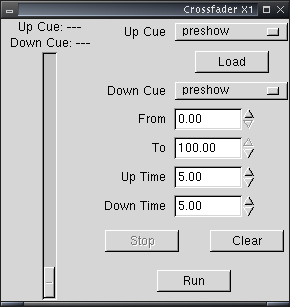 Crossfader X1
Up Cue: ---
Down Cue: ---
Up Cue preshow
Load
Down Cue preshow
From 0.00
To 100.00
Up Time 5.00
Down Time 5.00
Stop Clear
Run